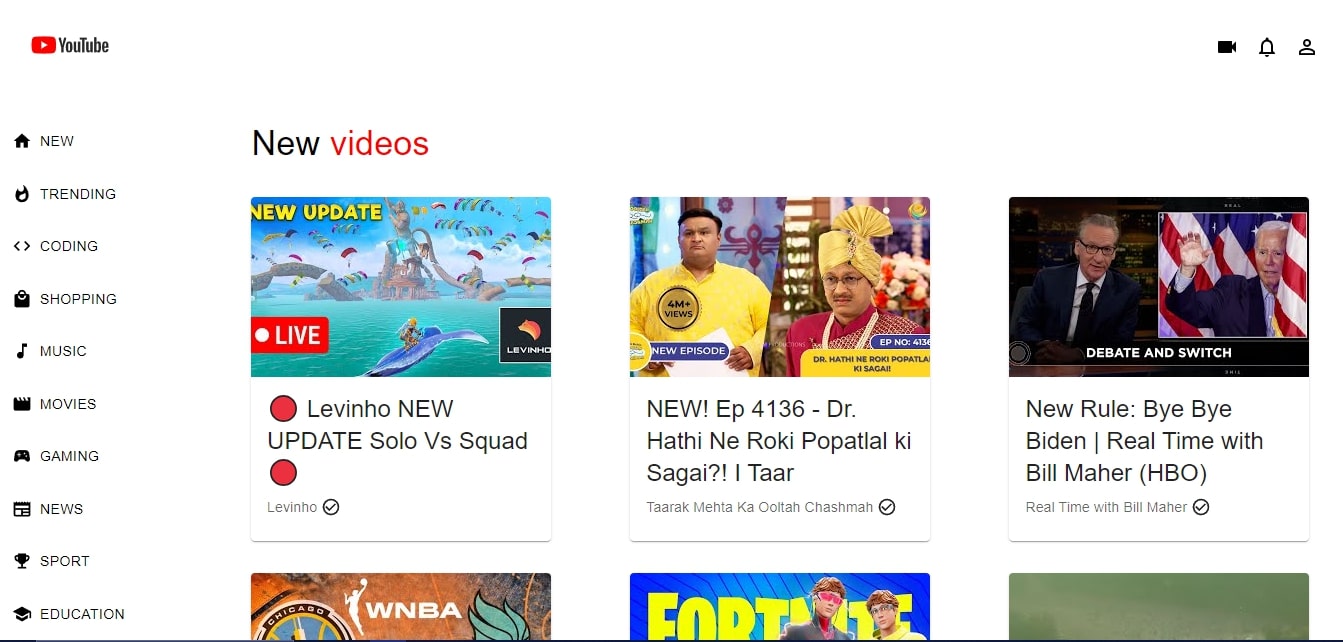 YouTube
NEW
TRENDING
CODING
SHOPPING
MUSIC
MOVIES
GAMING
NEWS
SPORT
EDUCATION
New videos
NEW UPDATE
LIVE
LEVINHO
🔴 Levinho NEW
UPDATE Solo Vs Squad
🔴
Levinho
4M+
VIEWS
NEW EPISODE
EP NO: 4136
DR. HATHI NE ROKI POPATLAL
KI SAGAI!
NEW! Ep 4136 - Dr.
Hathi Ne Roki Popatlal ki
Sagai?! I Taar
Taarak Mehta Ka Ooltah Chashmah
REAL
DEBATE AND SWITCH
TIME
New Rule: Bye Bye
Biden | Real Time with
Bill Maher (HBO)
Real Time with Bill Maher
CHICAGO
WNBA
FORTNITE